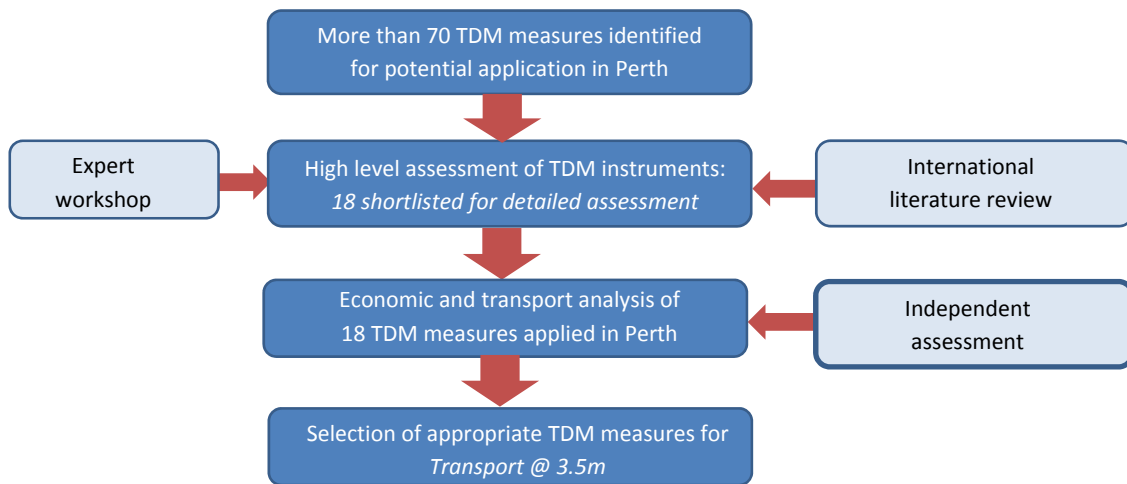 More than 70 TDM measures identified
for potential application in Perth
Expert
workshop
High level assessment of TDM instruments:
18 shortlisted for detailed assessment
International
literature review
Economic and transport analysis of
18 TDM measures applied in Perth
Independent
assessment
Selection of appropriate TDM measures for
Transport @ 3.5m